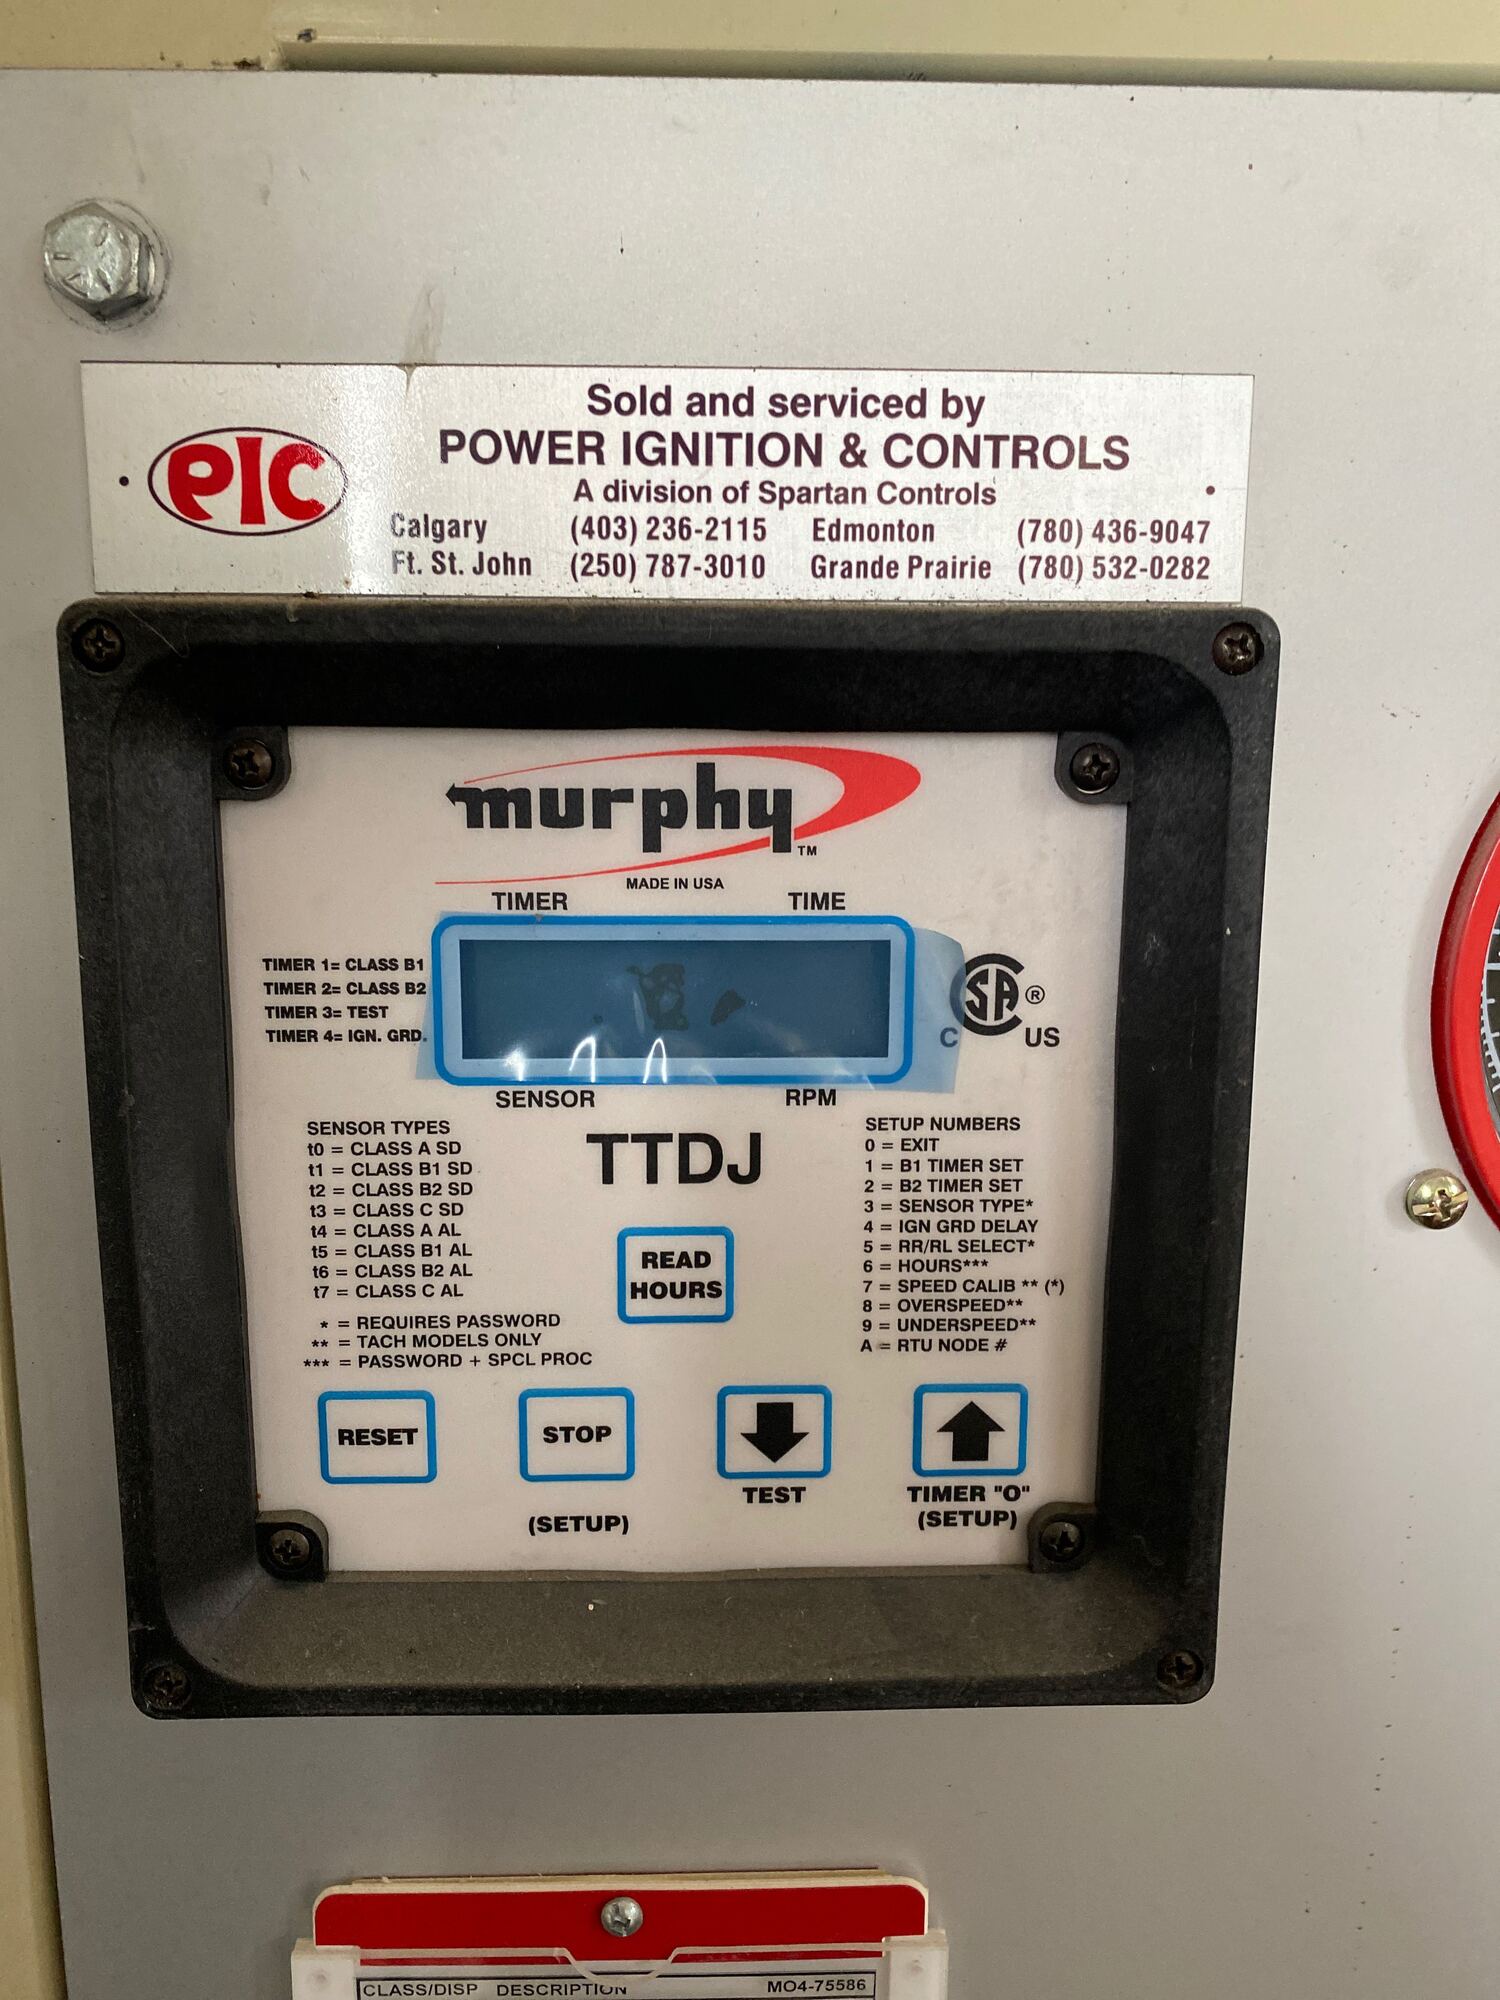 PIC
Sold and serviced by
POWER IGNITION & CONTROLS
A division of Spartan Controls
Calgary (403) 236-2115 Edmonton (780) 436-9047
Ft. St. John (250) 787-3010 Grande Prairie (780) 532-0282
murphy TM
MADE IN USA
TIMER TIME
TIMER 1= CLASS B1
TIMER 2= CLASS B2
TIMER 3= TEST
TIMER 4= IGN. GRD.
C SA ® US
SENSOR RPM
TTDJ
SENSOR TYPES
t0 = CLASS A SD
t1 = CLASS B1 SD
t2 = CLASS B2 SD
t3 = CLASS C SD
t4 = CLASS A AL
t5 = CLASS B1 AL
t6 = CLASS B2 AL
t7 = CLASS C AL
* = REQUIRES PASSWORD
** = TACH MODELS ONLY
*** = PASSWORD + SPCL PROC
READ
HOURS
SETUP NUMBERS
0 = EXIT
1 = B1 TIMER SET
2 = B2 TIMER SET
3 = SENSOR TYPE*
4 = IGN GRD DELAY
5 = RR/RL SELECT*
6 = HOURS***
7 = SPEED CALIB ** (*)
8 = OVERSPEED**
9 = UNDERSPEED**
A = RTU NODE #
RESET
STOP
(SETUP)
TEST
TIMER "O"
(SETUP)
CLASS/DISP DESCRIPTION MO4-75586